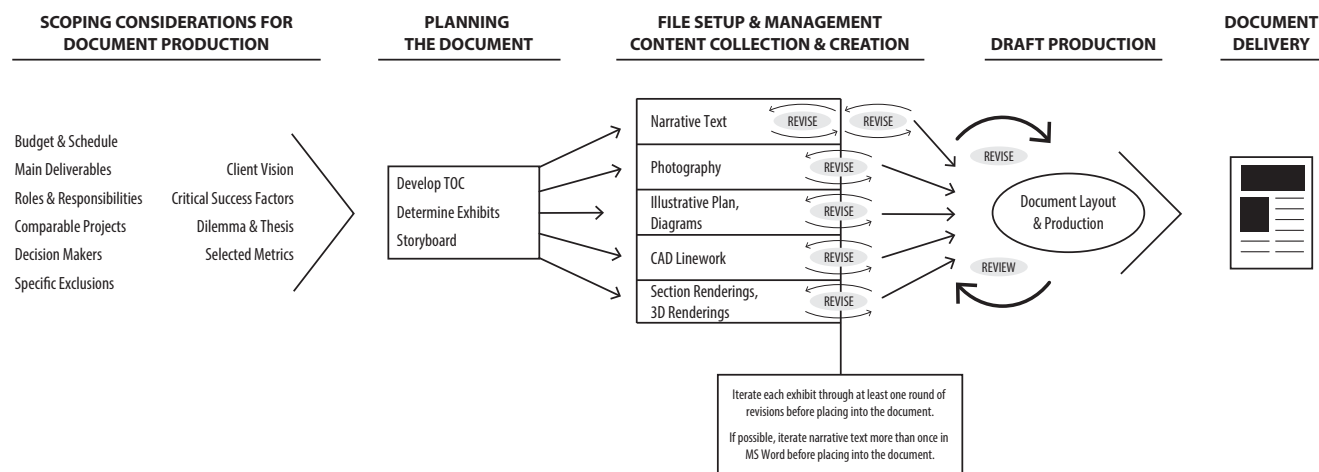 SCOPING CONSIDERATIONS FOR
DOCUMENT PRODUCTION
PLANNING
THE DOCUMENT
FILE SETUP & MANAGEMENT
CONTENT COLLECTION & CREATION
DRAFT PRODUCTION
DOCUMENT
DELIVERY
Budget & Schedule
Main Deliverables
Roles & Responsibilities
Comparable Projects
Decision Makers
Specific Exclusions
Client Vision
Critical Success Factors
Dilemma & Thesis
Selected Metrics
Develop TOC
Determine Exhibits
Storyboard
Narrative Text
REVISE
REVISE
Photography
REVISE
Illustrative Plan,
Diagrams
REVISE
CAD Linework
REVISE
Section Renderings,
3D Renderings
REVISE
Iterate each exhibit through at least one round of
revisions before placing into the document.
If possible, iterate narrative text more than once in
MS Word before placing into the document.
REVISE
Document Layout
& Production
REVIEW